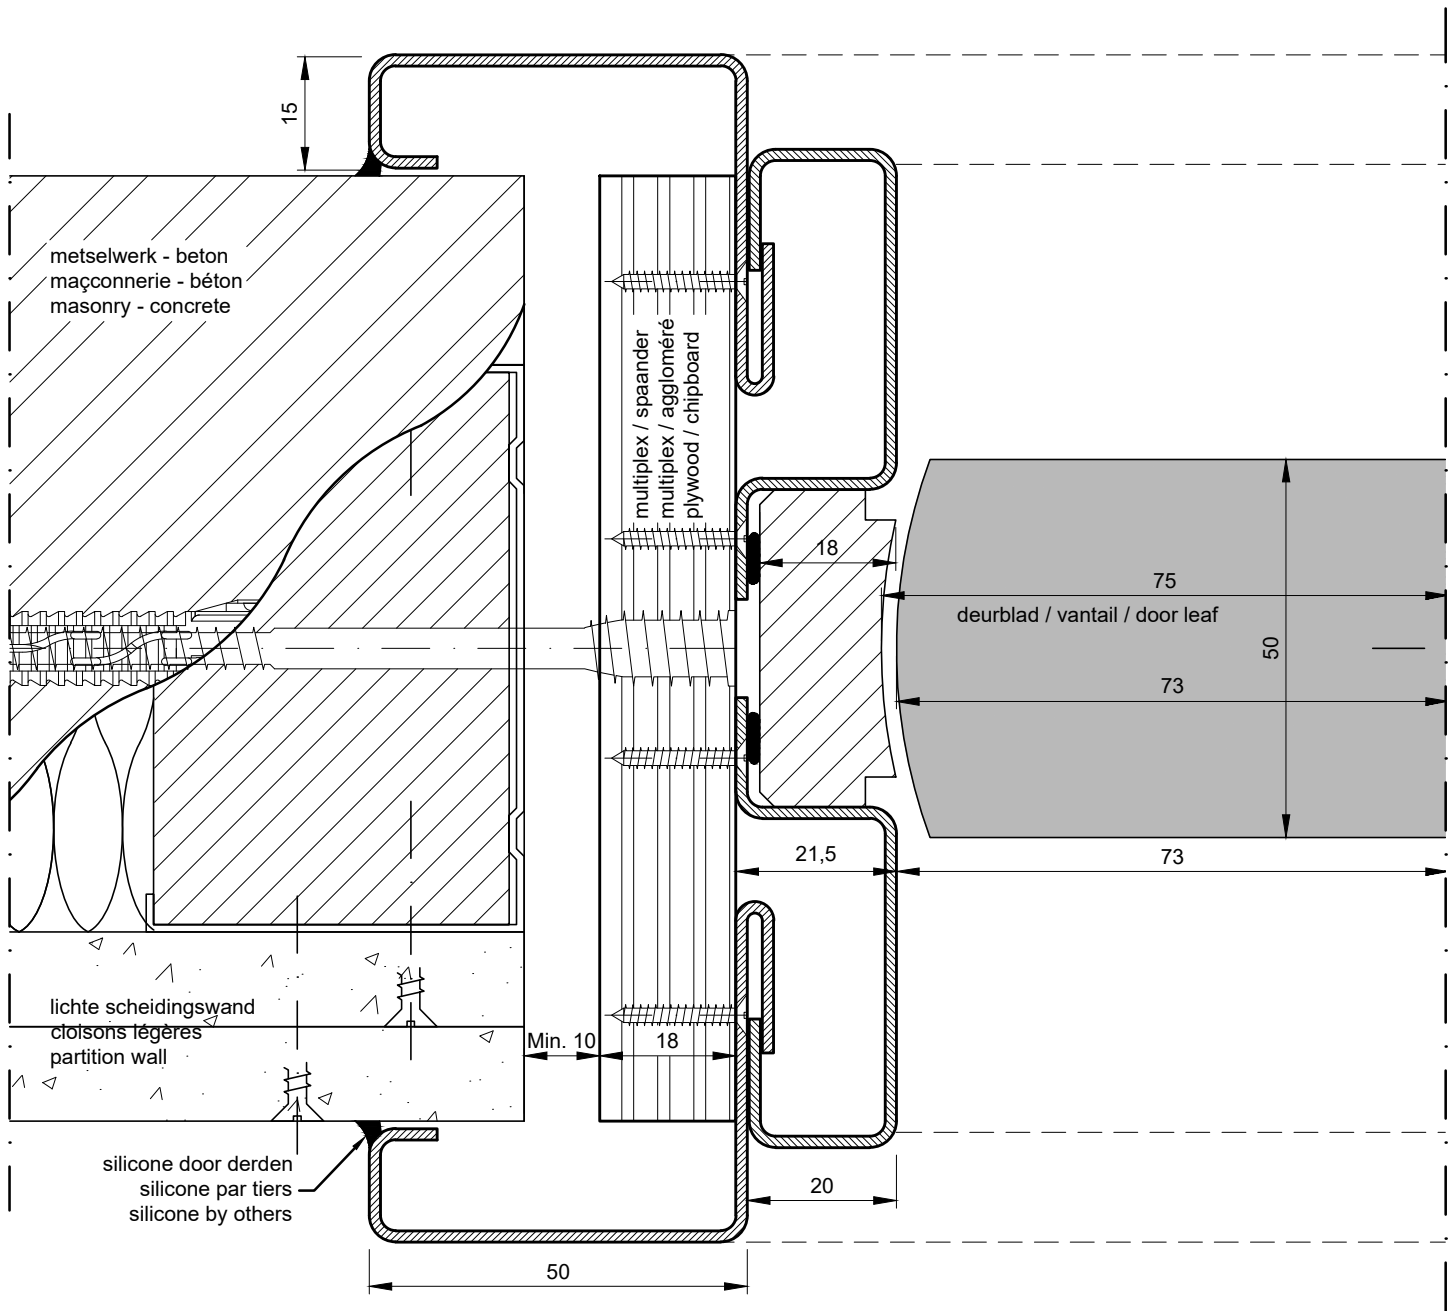 15
metselwerk - beton
maçconnerie - béton
masonry - concrete
multiplex / spaander
multiplex / aggloméré
plywood / chipboard
18
75
deurblad / vantail / door leaf
50
73
21,5
73
lichte scheidingswand
cloisons légères
partition wall
Min. 10
18
silicone door derden
silicone par tiers
silicone by others
20
50